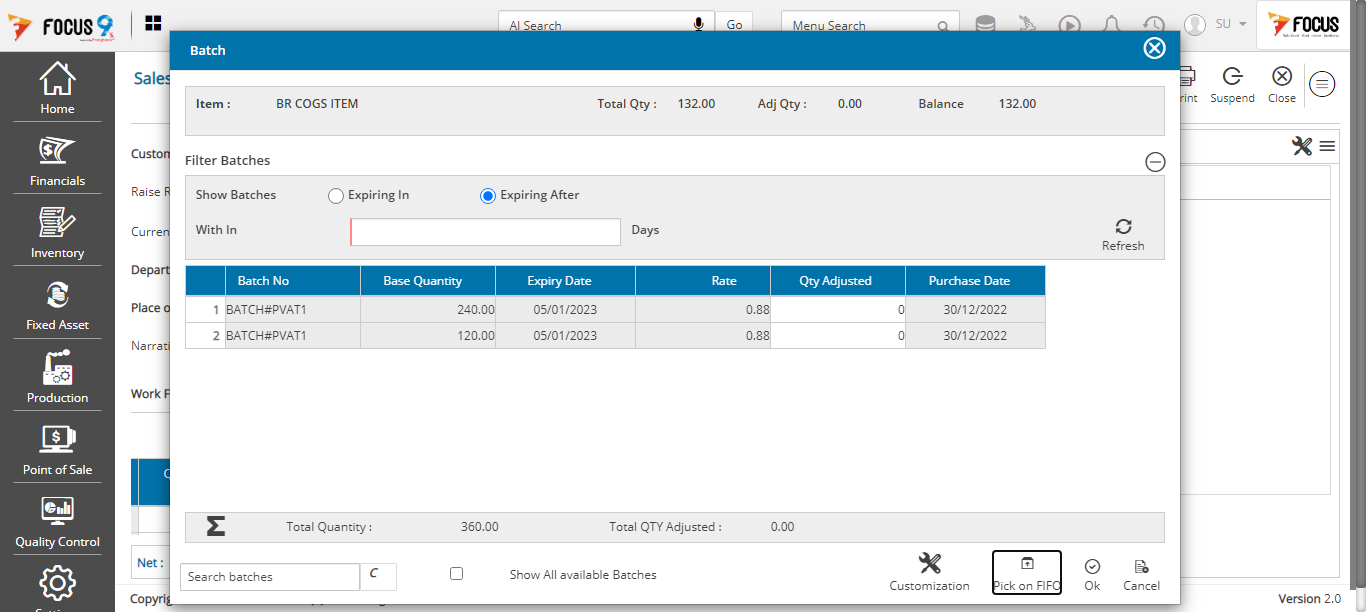 FOCUS 9
AI Search
Go
Menu Search
SU
FOCUS
Batch
Sales
Print
Suspend
Close
Home
Financials
Inventory
Fixed Asset
Production
Point of Sale
Quality Control
Item : BR COGS ITEM Total Qty : 132.00 Adj Qty : 0.00 Balance 132.00
Custom
Raise R
Curren
Depart
Place o
Narrati
Work F
Filter Batches
Show Batches Expiring In Expiring After
With In Days
Refresh
Batch No Base Quantity Expiry Date Rate Qty Adjusted Purchase Date
1 BATCH#PVAT1 240.00 05/01/2023 0.88 0 30/12/2022
2 BATCH#PVAT1 120.00 05/01/2023 0.88 0 30/12/2022
Σ Total Quantity : 360.00 Total QTY Adjusted : 0.00
Net :
Search batches C Show All available Batches
Customization Pick on FIFO Ok Cancel
Copyrig
Version 2.0